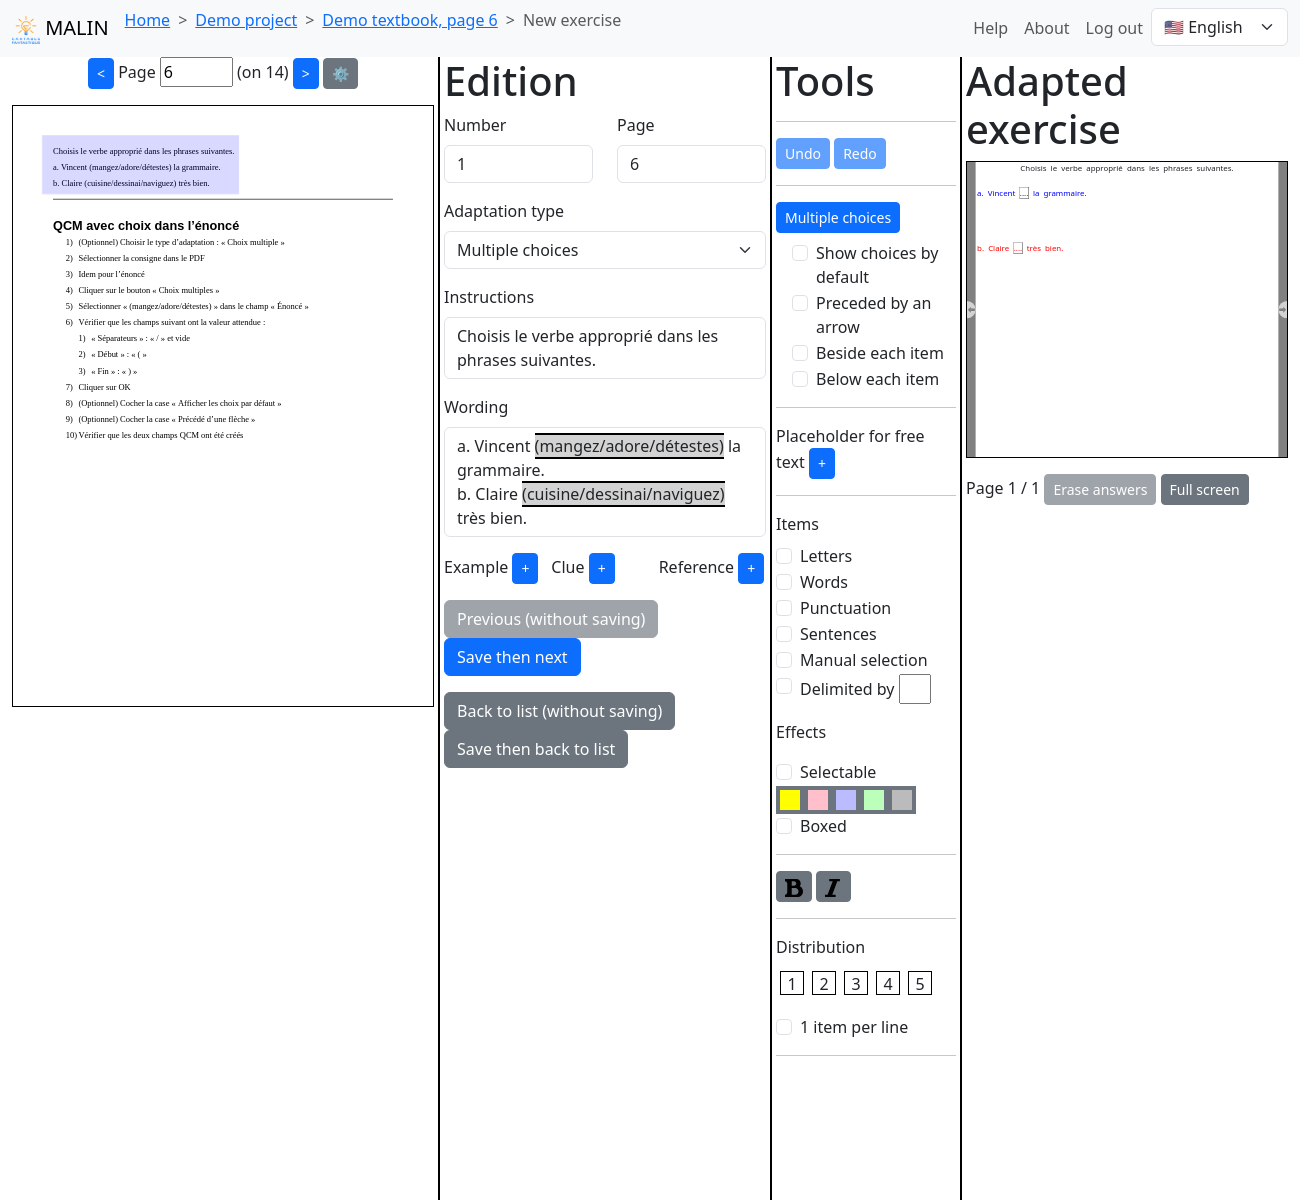 MALIN
Home > Demo project > Demo textbook, page 6 > New exercise
Help About Log out 🇺🇸 English
< Page 6 (on 14) > ⚙️
Choisis le verbe approprié dans les phrases suivantes.
a. Vincent (mangez/adore/détestes) la grammaire.
b. Claire (cuisine/dessinai/naviguez) très bien.
QCM avec choix dans l’énoncé
1) (Optionnel) Choisir le type d’adaptation : « Choix multiple »
2) Sélectionner la consigne dans le PDF
3) Idem pour l’énoncé
4) Cliquer sur le bouton « Choix multiples »
5) Sélectionner « (mangez/adore/détestes) » dans le champ « Énoncé »
6) Vérifier que les champs suivant ont la valeur attendue :
1) « Séparateurs » : « / » et vide
2) « Début » : « ( »
3) « Fin » : « ) »
7) Cliquer sur OK
8) (Optionnel) Cocher la case « Afficher les choix par défaut »
9) (Optionnel) Cocher la case « Précédé d’une flèche »
10) Vérifier que les deux champs QCM ont été créés
Edition
Number Page
1 6
Adaptation type
Multiple choices
Instructions
Choisis le verbe approprié dans les
phrases suivantes.
Wording
a. Vincent (mangez/adore/détestes) la
grammaire.
b. Claire (cuisine/dessinai/naviguez)
très bien.
Example + Clue + Reference +
Previous (without saving)
Save then next
Back to list (without saving)
Save then back to list
Tools
Undo Redo
Multiple choices
Show choices by
default
Preceded by an
arrow
Beside each item
Below each item
Placeholder for free
text +
Items
Letters
Words
Punctuation
Sentences
Manual selection
Delimited by
Effects
Selectable
Boxed
B I
Distribution
1 2 3 4 5
1 item per line
Adapted
exercise
Choisis le verbe approprié dans les phrases suivantes.
a. Vincent .... la grammaire.
b. Claire .... très bien.
Page 1 / 1 Erase answers Full screen